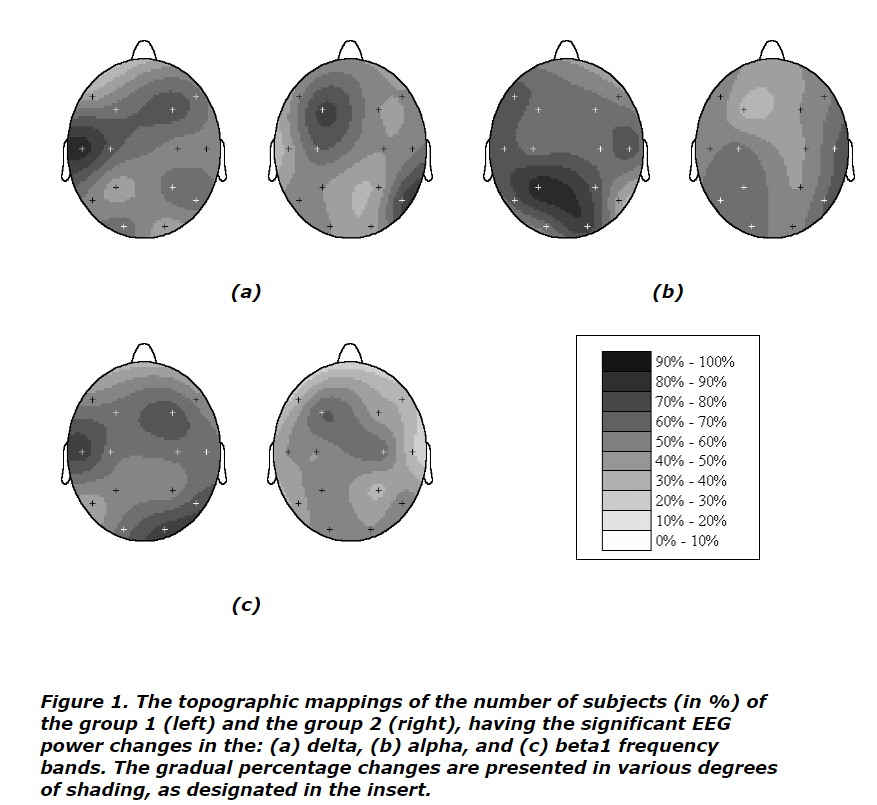 (a)
(b)
90% - 100%
80% - 90%
70% - 80%
60% - 70%
50% - 60%
40% - 50%
30% - 40%
20% - 30%
10% - 20%
0% - 10%
(c)
Figure 1. The topographic mappings of the number of subjects (in %) of
the group 1 (left) and the group 2 (right), having the significant EEG
power changes in the: (a) delta, (b) alpha, and (c) beta1 frequency
bands. The gradual percentage changes are presented in various degrees
of shading, as designated in the insert.